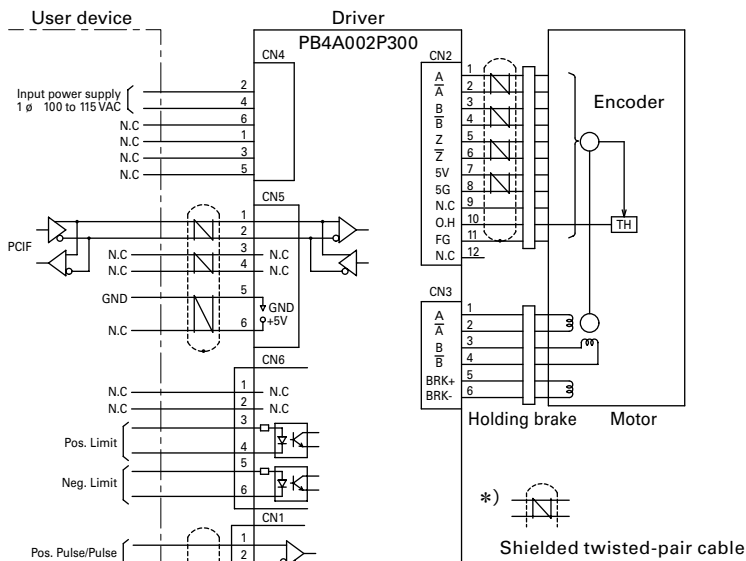 User device
Driver
PB4A002P300
CN4
Input power supply
1 ø 100 to 115 VAC
N.C
N.C
N.C
N.C
2
4
6
1
3
5
CN5
PCIF
1
2
N.C 3 N.C
N.C 4 N.C
GND 5
GND
+5V
N.C 6
CN6
N.C 1 N.C
N.C 2 N.C
3
Pos. Limit
4
5
Neg. Limit
6
CN1
1
Pos. Pulse/Pulse
2
CN2
A 1
A̅ 2
B 3
B̅ 4
Z 5
Z̅ 6
5V 7
5G 8
N.C 9
O.H 10
FG 11
N.C 12
Encoder
TH
CN3
A 1
A̅ 2
B 3
B̅ 4
BRK+ 5
BRK- 6
Holding brake
Motor
*)
Shielded twisted-pair cable